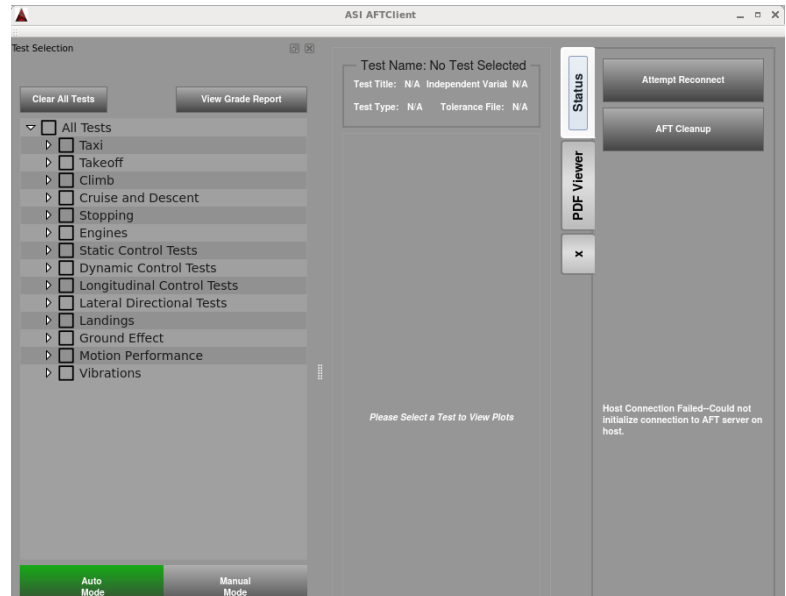 ASI AFTClient
Test Selection
Clear All Tests
View Grade Report
All Tests
Taxi
Takeoff
Climb
Cruise and Descent
Stopping
Engines
Static Control Tests
Dynamic Control Tests
Longitudinal Control Tests
Lateral Directional Tests
Landings
Ground Effect
Motion Performance
Vibrations
Auto
Mode
Manual
Mode
Test Name: No Test Selected
Test Title: N/A Independent Varial N/A
Test Type: N/A Tolerance File: N/A
Please Select a Test to View Plots
Status
PDF Viewer
x
Attempt Reconnect
AFT Cleanup
Host Connection Failed--Could not
initialize connection to AFT server on
host.